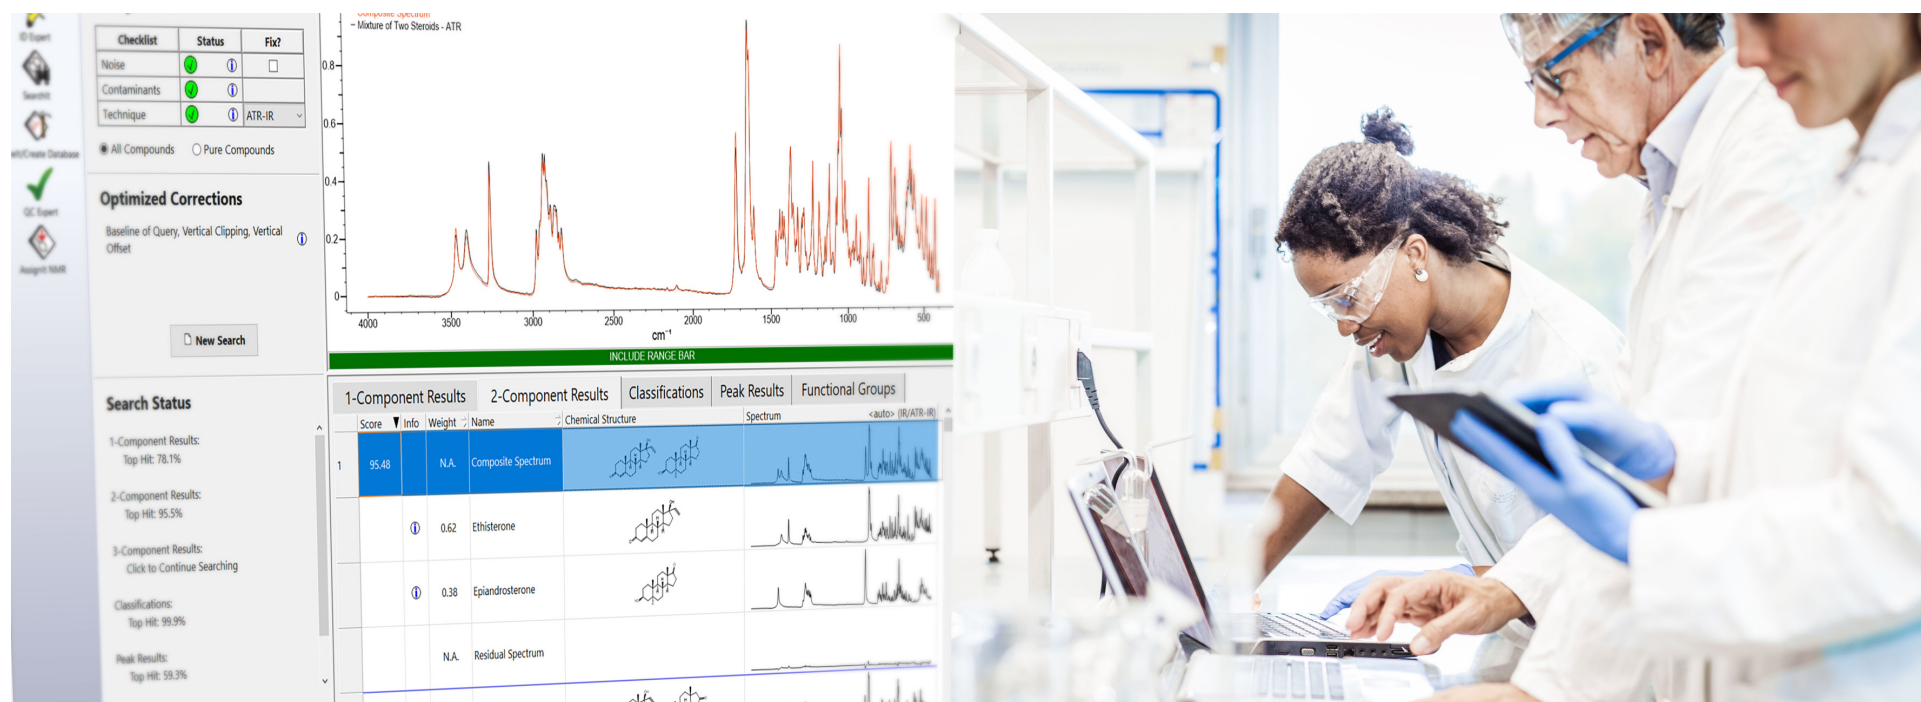 ID Expert
SearchIt
QC Expert
AssignIt NMR
Checklist Status Fix?
Noise
Contaminants
Technique ATR-IR
All Compounds Pure Compounds
Optimized Corrections
Baseline of Query, Vertical Clipping, Vertical
Offset
New Search
Search Status
1-Component Results:
Top Hit: 78.1%
2-Component Results:
Top Hit: 95.5%
3-Component Results:
Click to Continue Searching
Classifications:
Top Hit: 99.9%
Peak Results:
Top Hit: 59.3%
Composite Spectrum
– Mixture of Two Steroids - ATR
0.8
0.6
0.4
0.2
0
4000 3500 3000 2500 2000 1500 1000 500
cm⁻¹
INCLUDE RANGE BAR
1-Component Results 2-Component Results Classifications Peak Results Functional Groups
Score Info Weight Name Chemical Structure Spectrum <auto> (IR/ATR-IR)
1 95.48 N.A. Composite Spectrum
0.62 Ethisterone
0.38 Epiandrosterone
N.A. Residual Spectrum